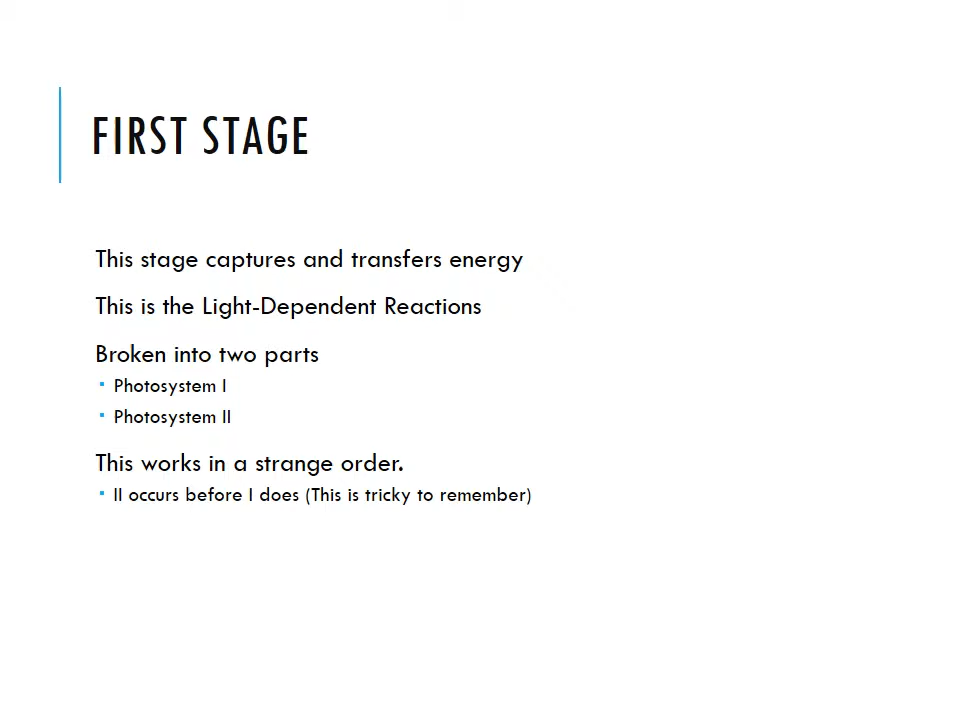 FIRST STAGE
This stage captures and transfers energy
This is the Light-Dependent Reactions
Broken into two parts
▪ Photosystem I
▪ Photosystem II
This works in a strange order.
▪ II occurs before I does (This is tricky to remember)